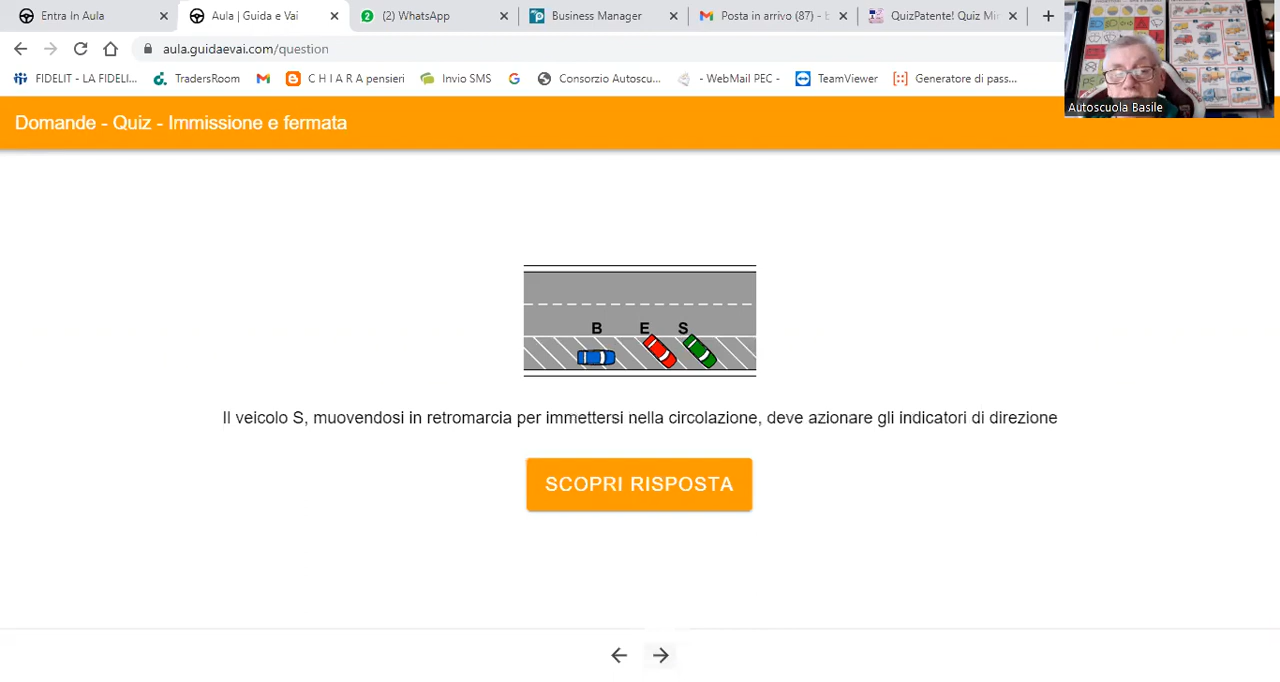 Entra In Aula
Aula | Guida e Vai
2 (2) WhatsApp
Business Manager
Posta in arrivo (87) - b
QuizPatente! Quiz Mi
aula.guidaevai.com/question
FIDELIT - LA FIDELI...
TradersRoom
C H I A R A pensieri
Invio SMS
Consorzio Autoscu...
- WebMail PEC -
TeamViewer
Generatore di pass...
Autoscuola Basile
Domande - Quiz - Immissione e fermata
B E S
Il veicolo S, muovendosi in retromarcia per immettersi nella circolazione, deve azionare gli indicatori di direzione
SCOPRI RISPOSTA